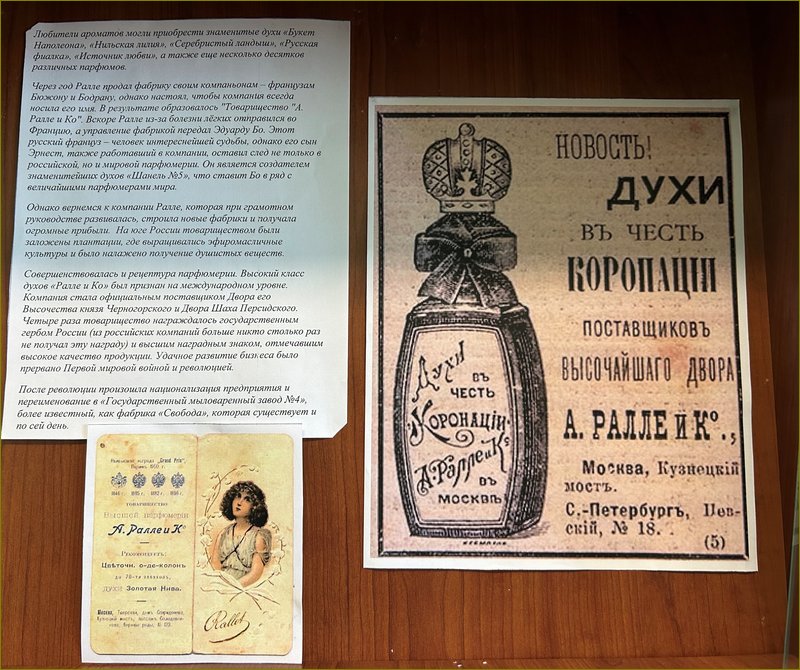 Любители ароматов могли приобрести знаменитые духи «Букет
Наполеона», «Нильская лилия», «Серебристый ландыш», «Русская
фиалка», «Источник любви», а также еще несколько десятков
различных парфюмов.
Через год Ралле продал фабрику своим компаньонам – французам
Бюжону и Бодрану, однако настоял, чтобы компания всегда
носила его имя. В результате образовалось "Товарищество "А.
Ралле и Ко". Вскоре Ралле из-за болезни лёгких отправился во
Францию, а управление фабрикой передал Эдуарду Бо. Этот
русский француз – человек интереснейшей судьбы, однако его сын
Эрнест, также работавший в компании, оставил след не только в
российской, но и мировой парфюмерии. Он является создателем
знаменитейших духов «Шанель №5», что ставит Бо в ряд с
величайшими парфюмерами мира.
Однако вернемся к компании Ралле, которая при грамотном
руководстве развивалась, строила новые фабрики и получала
огромные прибыли. На юге России товариществом были
заложены плантации, где выращивались эфиромасличные
культуры и было налажено получение душистых веществ.
Совершенствовалась и рецептура парфюмерии. Высокий класс
духов «Ралле и Ко» был признан на международном уровне.
Компания стала официальным поставщиком Двора его
Высочества князя Черногорского и Двора Шаха Персидского.
Четыре раза товарищество награждалось государственным
гербом России (из российских компаний больше никто столько раз
не получал эту награду) и высшим наградным знаком, отмечавшим
высокое качество продукции. Удачное развитие бизнеса было
прервано Первой мировой войной и революцией.
После революции произошла национализация предприятия и
переименование в «Государственный мыловаренный завод №4»,
более известный, как фабрика «Свобода», которая существует и
по сей день.
НОВОСТЬ!
ДУХИ
ВЪ ЧЕСТЬ
КОРОНАЦІИ
ПОСТАВЩИКОВЪ
ВЫСОЧАЙШАГО ДВОРА
А. РАЛЛЕ и Ко.,
Москва, Кузнецкій
мостъ.
С.-Петербургъ, Нев-
скій, № 18.
(5)
Духи
въ
честь
Коронаціи
А. Ралле и Ко
въ
Москвѣ
Наивысшая награда „Grand Prix"
Парижъ 1900 г.
ТОВАРИЩЕСТВО
Высшей парфюмеріи
А. Ралле и Ко
Рекомендуетъ:
Цвѣточн. о-де-колонъ
духи Золотая Нива.
Rallet